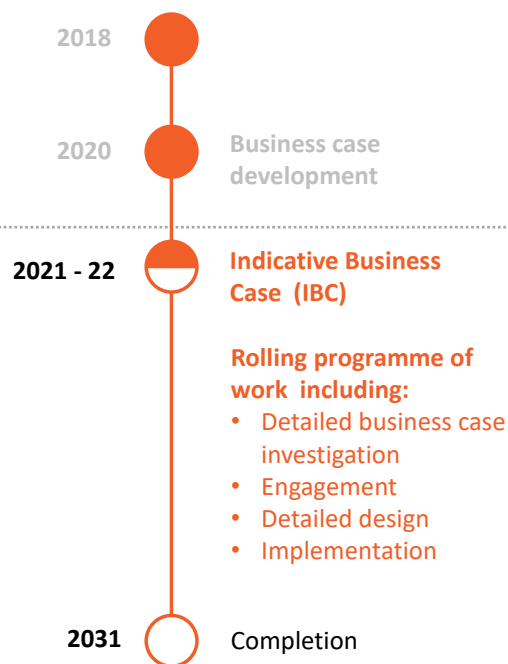 2018
2020
Business case
development
2021 - 22
Indicative Business
Case (IBC)
Rolling programme of
work including:
• Detailed business case
investigation
• Engagement
• Detailed design
• Implementation
2031
Completion